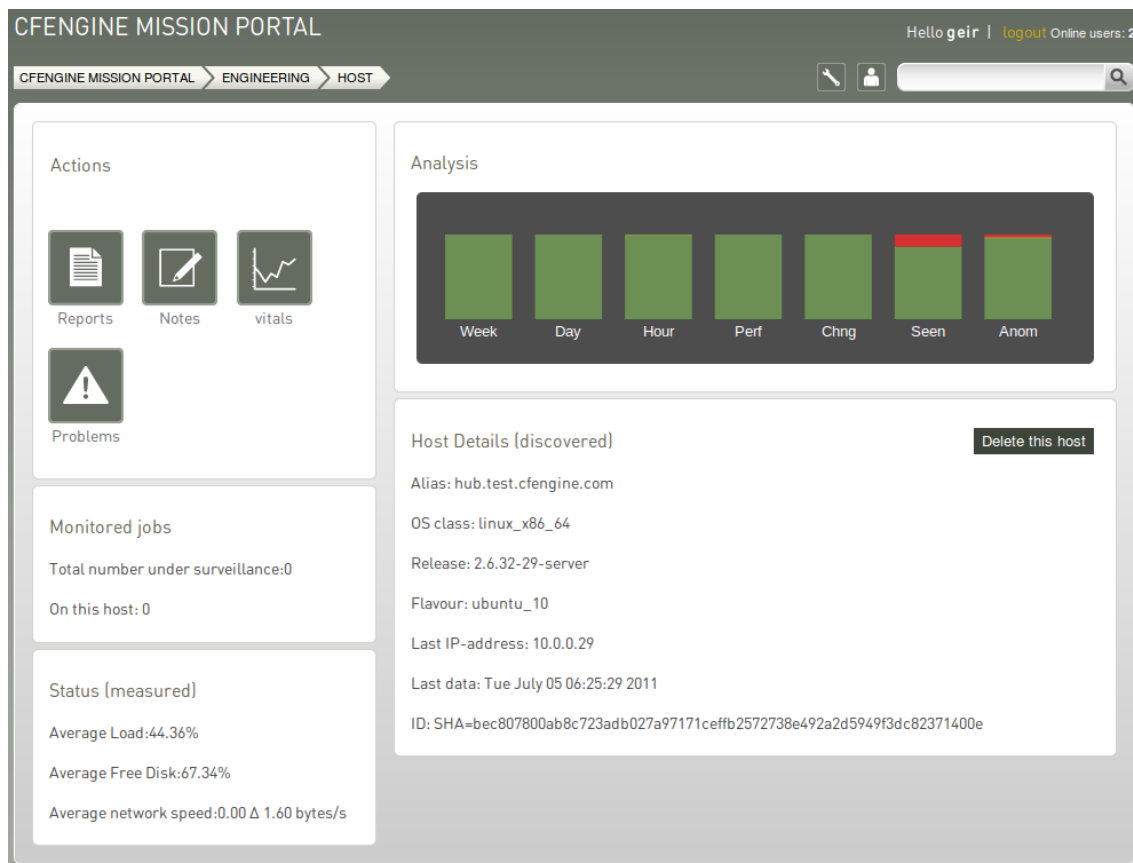 CFENGINE MISSION PORTAL
Hello geir | logout Online users: 2
CFENGINE MISSION PORTAL ENGINEERING HOST
Actions
Reports Notes vitals
Problems
Monitored jobs
Total number under surveillance:0
On this host: 0
Status (measured)
Average Load:44.36%
Average Free Disk:67.34%
Average network speed:0.00 Δ 1.60 bytes/s
Analysis
Week Day Hour Perf Chng Seen Anom
Host Details (discovered)
Delete this host
Alias: hub.test.cfengine.com
OS class: linux_x86_64
Release: 2.6.32-29-server
Flavour: ubuntu_10
Last IP-address: 10.0.0.29
Last data: Tue July 05 06:25:29 2011
ID: SHA=bec807800ab8c723adb027a97171ceffb2572738e492a2d5949f3dc82371400e